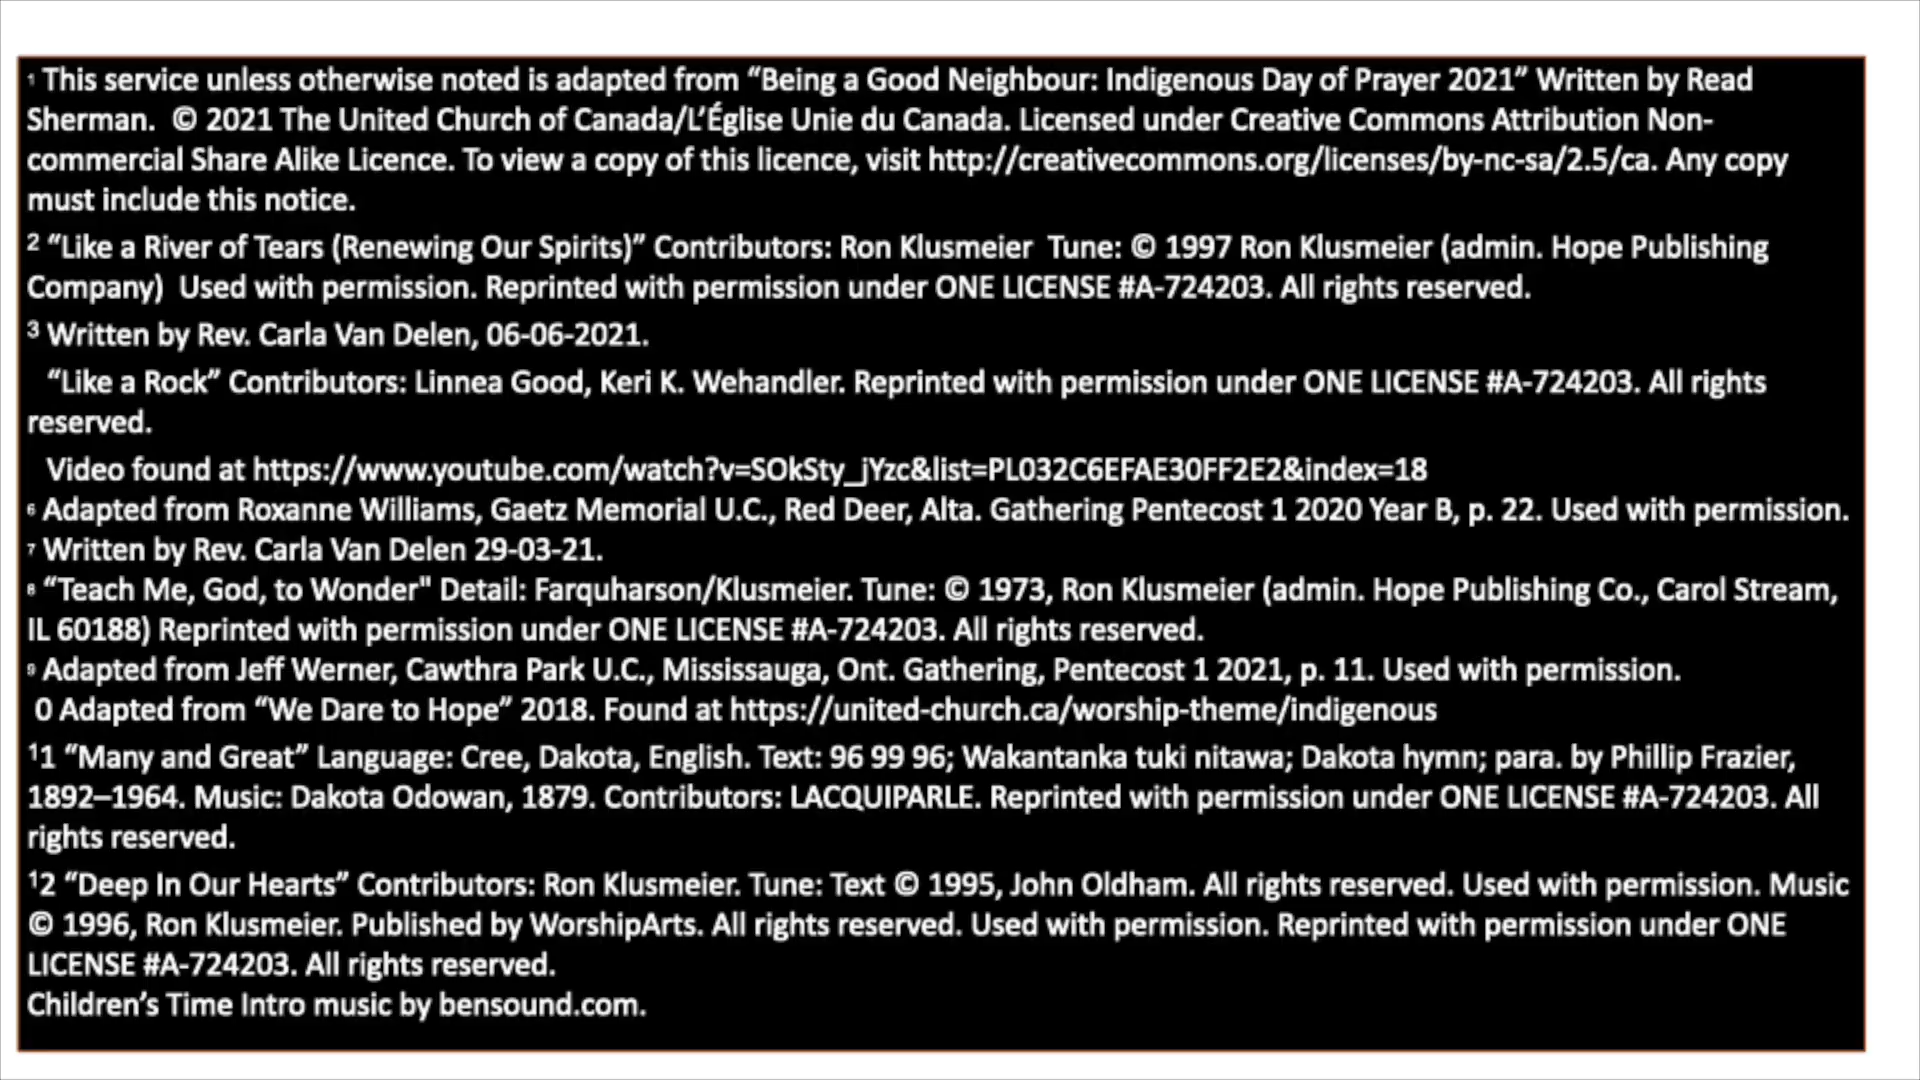 ¹ This service unless otherwise noted is adapted from “Being a Good Neighbour: Indigenous Day of Prayer 2021” Written by Read
Sherman.  © 2021 The United Church of Canada/L’Église Unie du Canada. Licensed under Creative Commons Attribution Non-
commercial Share Alike Licence. To view a copy of this licence, visit http://creativecommons.org/licenses/by-nc-sa/2.5/ca. Any copy
must include this notice.
² “Like a River of Tears (Renewing Our Spirits)” Contributors: Ron Klusmeier  Tune: © 1997 Ron Klusmeier (admin. Hope Publishing
Company)  Used with permission. Reprinted with permission under ONE LICENSE #A-724203. All rights reserved.
³ Written by Rev. Carla Van Delen, 06-06-2021.
“Like a Rock” Contributors: Linnea Good, Keri K. Wehandler. Reprinted with permission under ONE LICENSE #A-724203. All rights
reserved.
Video found at https://www.youtube.com/watch?v=SOkSty_jYzc&list=PL032C6EFAE30FF2E2&index=18
⁶ Adapted from Roxanne Williams, Gaetz Memorial U.C., Red Deer, Alta. Gathering Pentecost 1 2020 Year B, p. 22. Used with permission.
⁷ Written by Rev. Carla Van Delen 29-03-21.
⁸ “Teach Me, God, to Wonder" Detail: Farquharson/Klusmeier. Tune: © 1973, Ron Klusmeier (admin. Hope Publishing Co., Carol Stream,
IL 60188) Reprinted with permission under ONE LICENSE #A-724203. All rights reserved.
⁹ Adapted from Jeff Werner, Cawthra Park U.C., Mississauga, Ont. Gathering, Pentecost 1 2021, p. 11. Used with permission.
0 Adapted from “We Dare to Hope” 2018. Found at https://united-church.ca/worship-theme/indigenous
¹1 “Many and Great” Language: Cree, Dakota, English. Text: 96 99 96; Wakantanka tuki nitawa; Dakota hymn; para. by Phillip Frazier,
1892–1964. Music: Dakota Odowan, 1879. Contributors: LACQUIPARLE. Reprinted with permission under ONE LICENSE #A-724203. All
rights reserved.
¹2 “Deep In Our Hearts” Contributors: Ron Klusmeier. Tune: Text © 1995, John Oldham. All rights reserved. Used with permission. Music
© 1996, Ron Klusmeier. Published by WorshipArts. All rights reserved. Used with permission. Reprinted with permission under ONE
LICENSE #A-724203. All rights reserved.
Children’s Time Intro music by bensound.com.